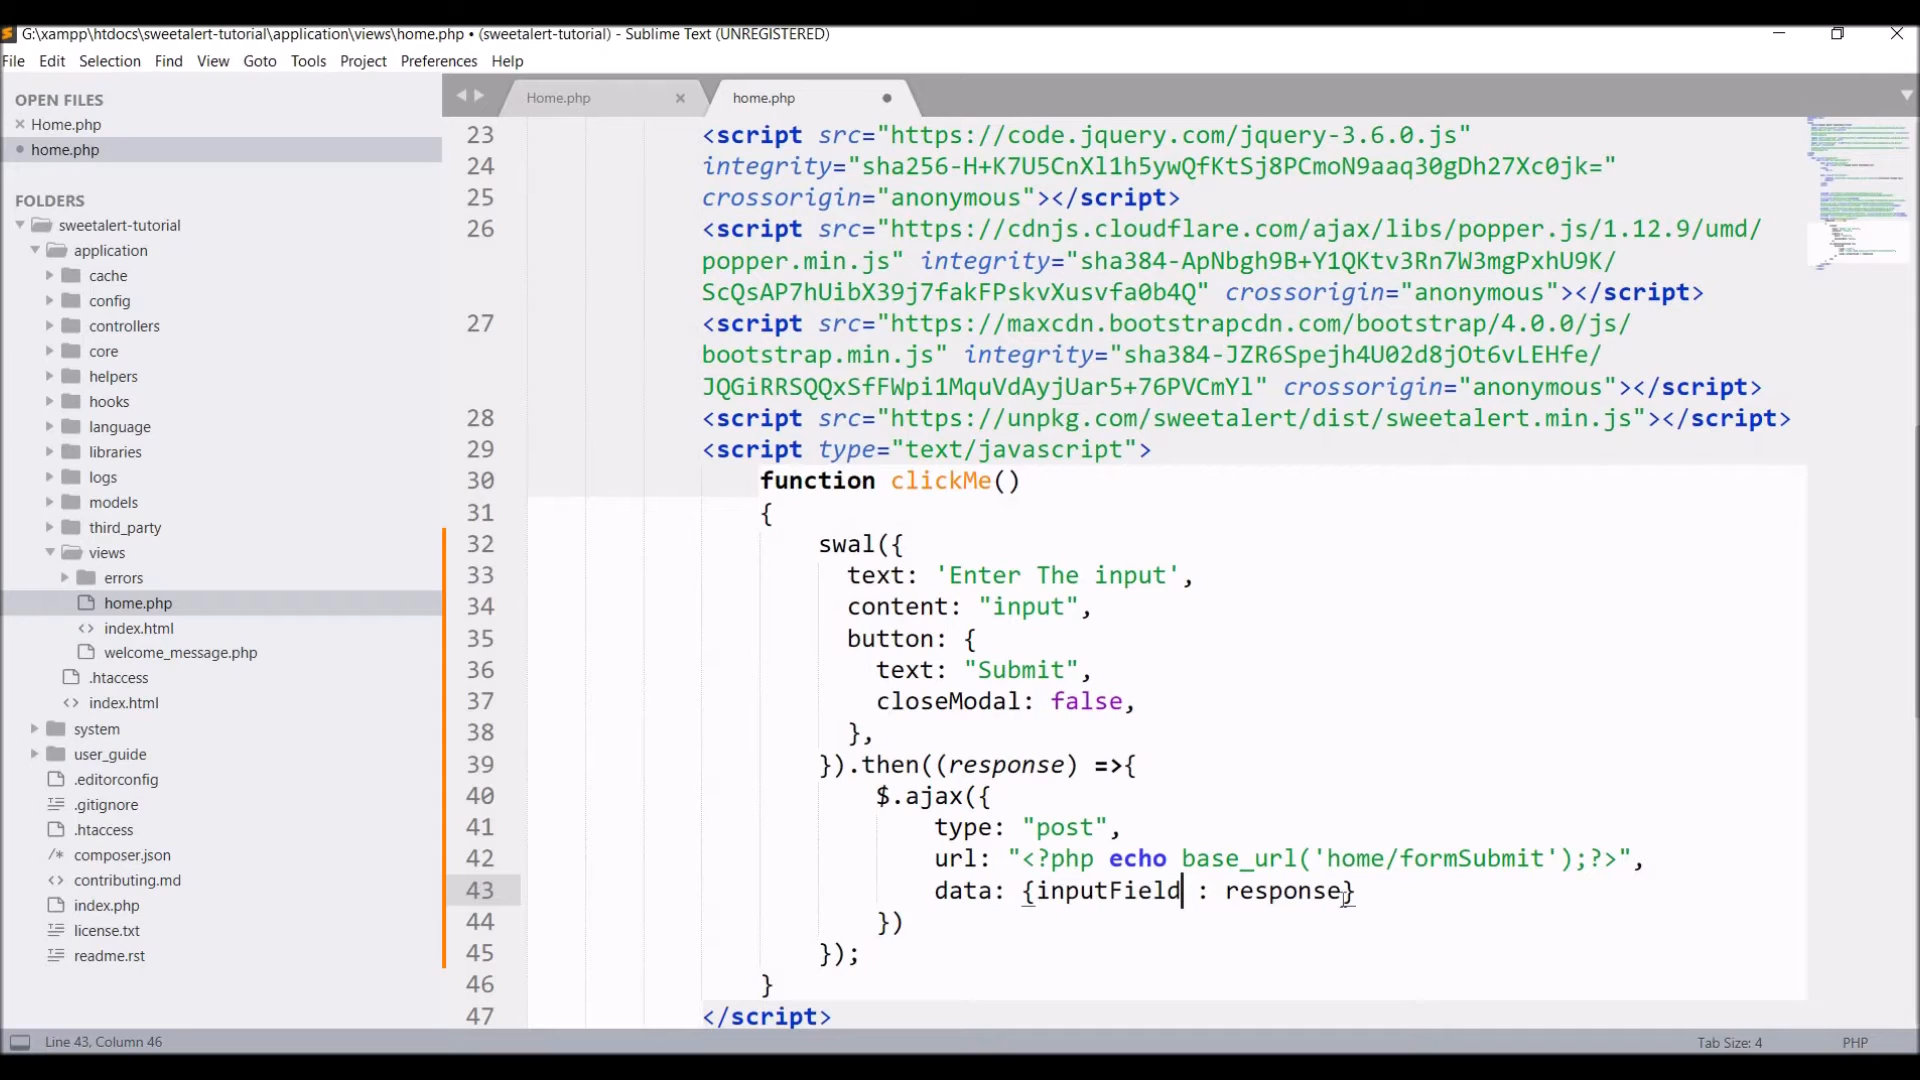 G:\xampp\htdocs\sweetalert-tutorial\application\views\home.php • (sweetalert-tutorial) - Sublime Text (UNREGISTERED)
File Edit Selection Find View Goto Tools Project Preferences Help
OPEN FILES
Home.php
home.php
FOLDERS
sweetalert-tutorial
application
cache
config
controllers
core
helpers
hooks
language
libraries
logs
models
third_party
views
errors
home.php
index.html
welcome_message.php
.htaccess
index.html
system
user_guide
.editorconfig
.gitignore
.htaccess
composer.json
contributing.md
index.php
license.txt
readme.rst
Home.php home.php
23 <script src="https://code.jquery.com/jquery-3.6.0.js"
24 integrity="sha256-H+K7U5CnXl1h5ywQfKtSj8PCmoN9aaq30gDh27Xc0jk="
25 crossorigin="anonymous"></script>
26 <script src="https://cdnjs.cloudflare.com/ajax/libs/popper.js/1.12.9/umd/
popper.min.js" integrity="sha384-ApNbgh9B+Y1QKtv3Rn7W3mgPxhU9K/
ScQsAP7hUibX39j7fakFPskvXusvfa0b4Q" crossorigin="anonymous"></script>
27 <script src="https://maxcdn.bootstrapcdn.com/bootstrap/4.0.0/js/
bootstrap.min.js" integrity="sha384-JZR6Spejh4U02d8jOt6vLEHfe/
JQGiRRSQQxSfFWpi1MquVdAyjUar5+76PVCmYl" crossorigin="anonymous"></script>
28 <script src="https://unpkg.com/sweetalert/dist/sweetalert.min.js"></script>
29 <script type="text/javascript">
30 function clickMe()
31 {
32 swal({
33 text: 'Enter The input',
34 content: "input",
35 button: {
36 text: "Submit",
37 closeModal: false,
38 },
39 }).then((response) =>{
40 $.ajax({
41 type: "post",
42 url: "<?php echo base_url('home/formSubmit');?>",
43 data: {inputField : response}
44 })
45 });
46 }
47 </script>
Line 43, Column 46 Tab Size: 4 PHP